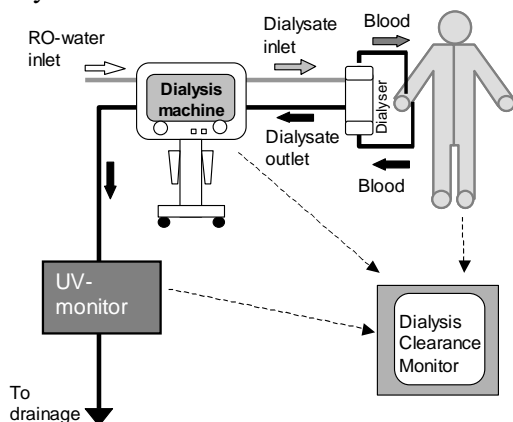 RO-water
inlet
Dialysate
inlet
Blood
Dialysis
machine
Dialyser
Dialysate
outlet
Blood
UV-
monitor
Dialysis
Clearance
Monitor
To
drainage